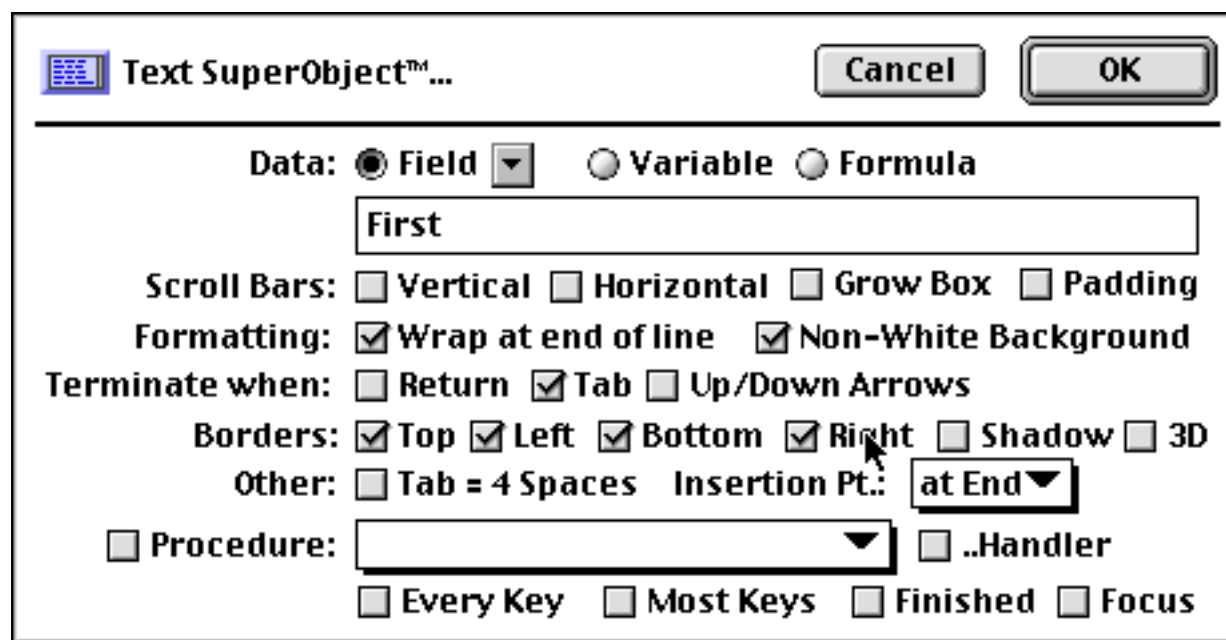 Text SuperObject™... Cancel OK
Data: Field Variable Formula
First
Scroll Bars: Vertical Horizontal Grow Box Padding
Formatting: Wrap at end of line Non-White Background
Terminate when: Return Tab Up/Down Arrows
Borders: Top Left Bottom Right Shadow 3D
Other: Tab = 4 Spaces Insertion Pt.: at End
Procedure: ..Handler
Every Key Most Keys Finished Focus